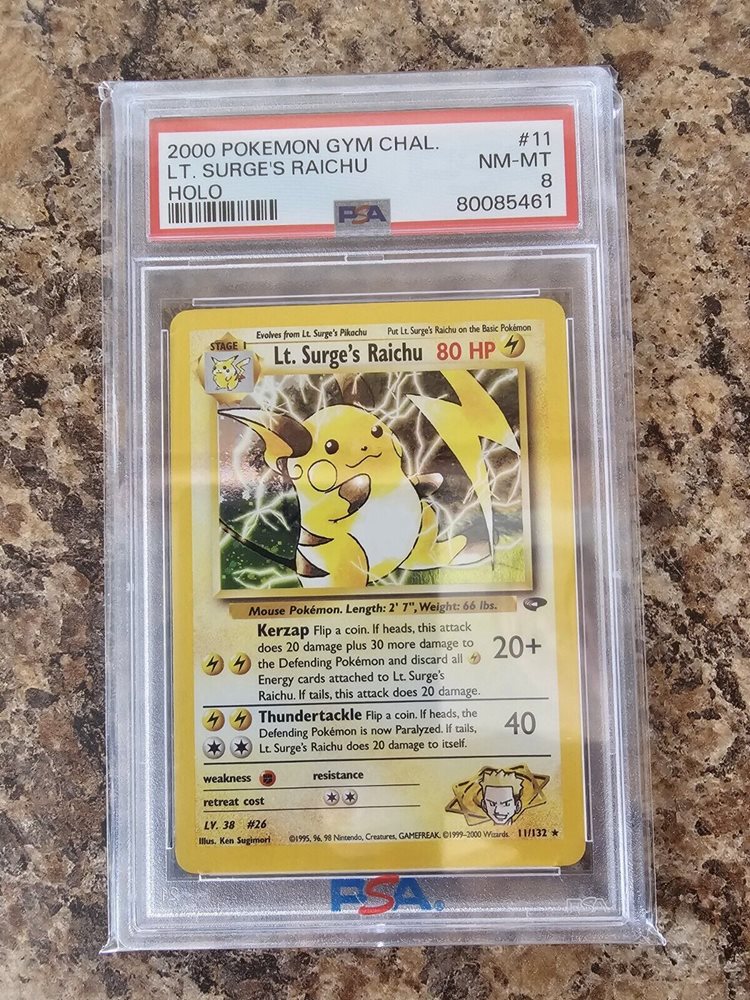 2000 POKEMON GYM CHAL. #11
LT. SURGE'S RAICHU NM-MT
HOLO 8
PSA 80085461
Evolves from Lt. Surge's Pikachu Put Lt. Surge's Raichu on the Basic Pokémon
STAGE 1
Lt. Surge's Raichu 80 HP
Mouse Pokémon. Length: 2' 7", Weight: 66 lbs.
Kerzap Flip a coin. If heads, this attack
does 20 damage plus 30 more damage to
the Defending Pokémon and discard all
Energy cards attached to Lt. Surge's
Raichu. If tails, this attack does 20 damage.
20+
Thundertackle Flip a coin. If heads, the
Defending Pokémon is now Paralyzed. If tails,
Lt. Surge's Raichu does 20 damage to itself.
40
weakness resistance
retreat cost
LV. 38 #26
Illus. Ken Sugimori ©1995, 96, 98 Nintendo, Creatures, GAMEFREAK. ©1999-2000 Wizards. 11/132 ★
PSA®
PSA